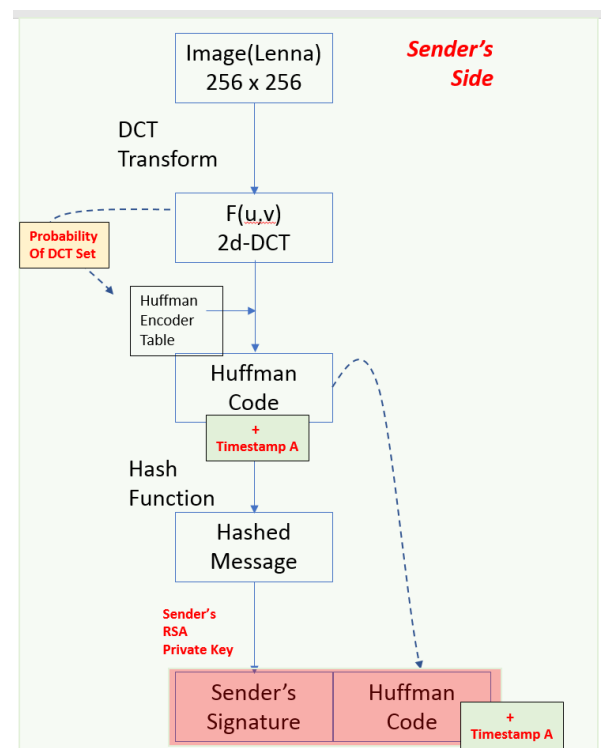 Image(Lenna)
256 x 256
Sender's
Side
DCT
Transform
F(u,v)
2d-DCT
Probability
Of DCT Set
Huffman
Encoder
Table
Huffman
Code
+
Timestamp A
Hash
Function
Hashed
Message
Sender's
RSA
Private Key
Sender's
Signature
Huffman
Code
+
Timestamp A